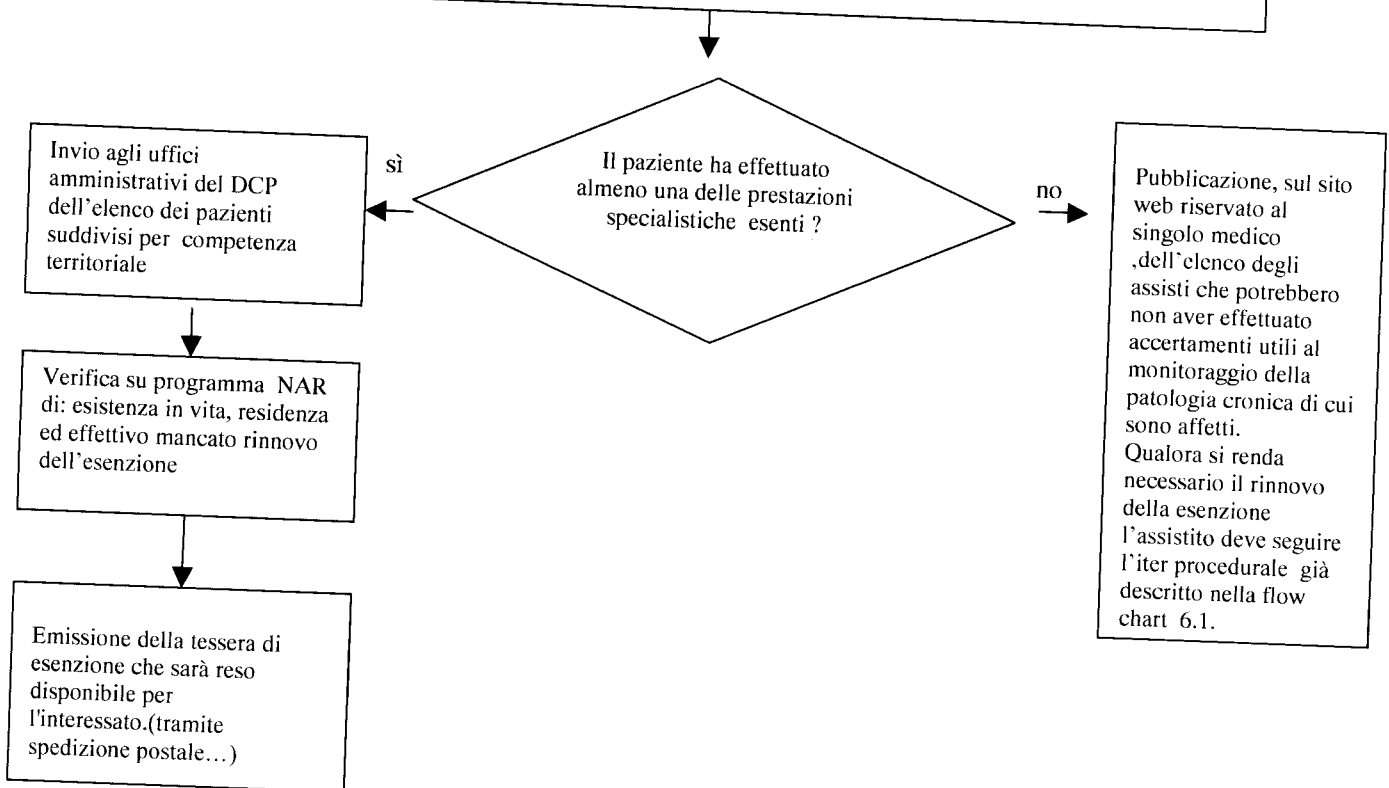 Il paziente ha effettuato
almeno una delle prestazioni
specialistiche esenti ?
sì
Invio agli uffici
amministrativi del DCP
dell'elenco dei pazienti
suddivisi per competenza
territoriale
Verifica su programma NAR
di: esistenza in vita, residenza
ed effettivo mancato rinnovo
dell'esenzione
Emissione della tessera di
esenzione che sarà reso
disponibile per
l'interessato.(tramite
spedizione postale...)
no
Pubblicazione, sul sito
web riservato al
singolo medico
,dell'elenco degli
assisti che potrebbero
non aver effettuato
accertamenti utili al
monitoraggio della
patologia cronica di cui
sono affetti.
Qualora si renda
necessario il rinnovo
della esenzione
l'assistito deve seguire
l'iter procedurale già
descritto nella flow
chart 6.1.